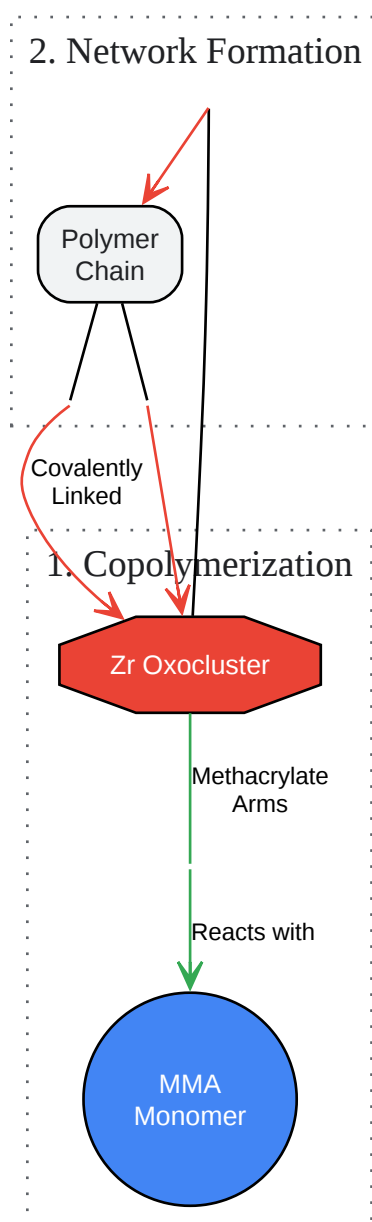 2. Network Formation
Polymer
Chain
Covalently
Linked
1. Copolymerization
Zr Oxocluster
Methacrylate
Arms
Reacts with
MMA
Monomer